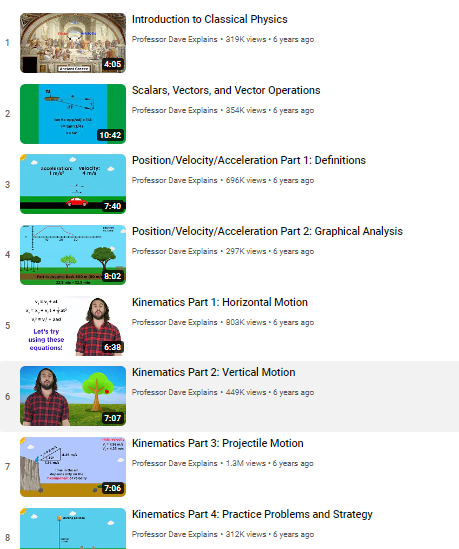 1
4:05
Introduction to Classical Physics
Professor Dave Explains • 319K views • 6 years ago
2
10:42
Scalars, Vectors, and Vector Operations
Professor Dave Explains • 354K views • 6 years ago
3
acceleration: velocity:
1 m/s² 4 m/s
7:40
Position/Velocity/Acceleration Part 1: Definitions
Professor Dave Explains • 696K views • 6 years ago
4
8:02
Position/Velocity/Acceleration Part 2: Graphical Analysis
Professor Dave Explains • 297K views • 6 years ago
5
Let's try
using these
equations!
6:38
Kinematics Part 1: Horizontal Motion
Professor Dave Explains • 803K views • 6 years ago
6
7:07
Kinematics Part 2: Vertical Motion
Professor Dave Explains • 449K views • 6 years ago
7
7:06
Kinematics Part 3: Projectile Motion
Professor Dave Explains • 1.3M views • 6 years ago
8
Kinematics Part 4: Practice Problems and Strategy
Professor Dave Explains • 312K views • 6 years ago